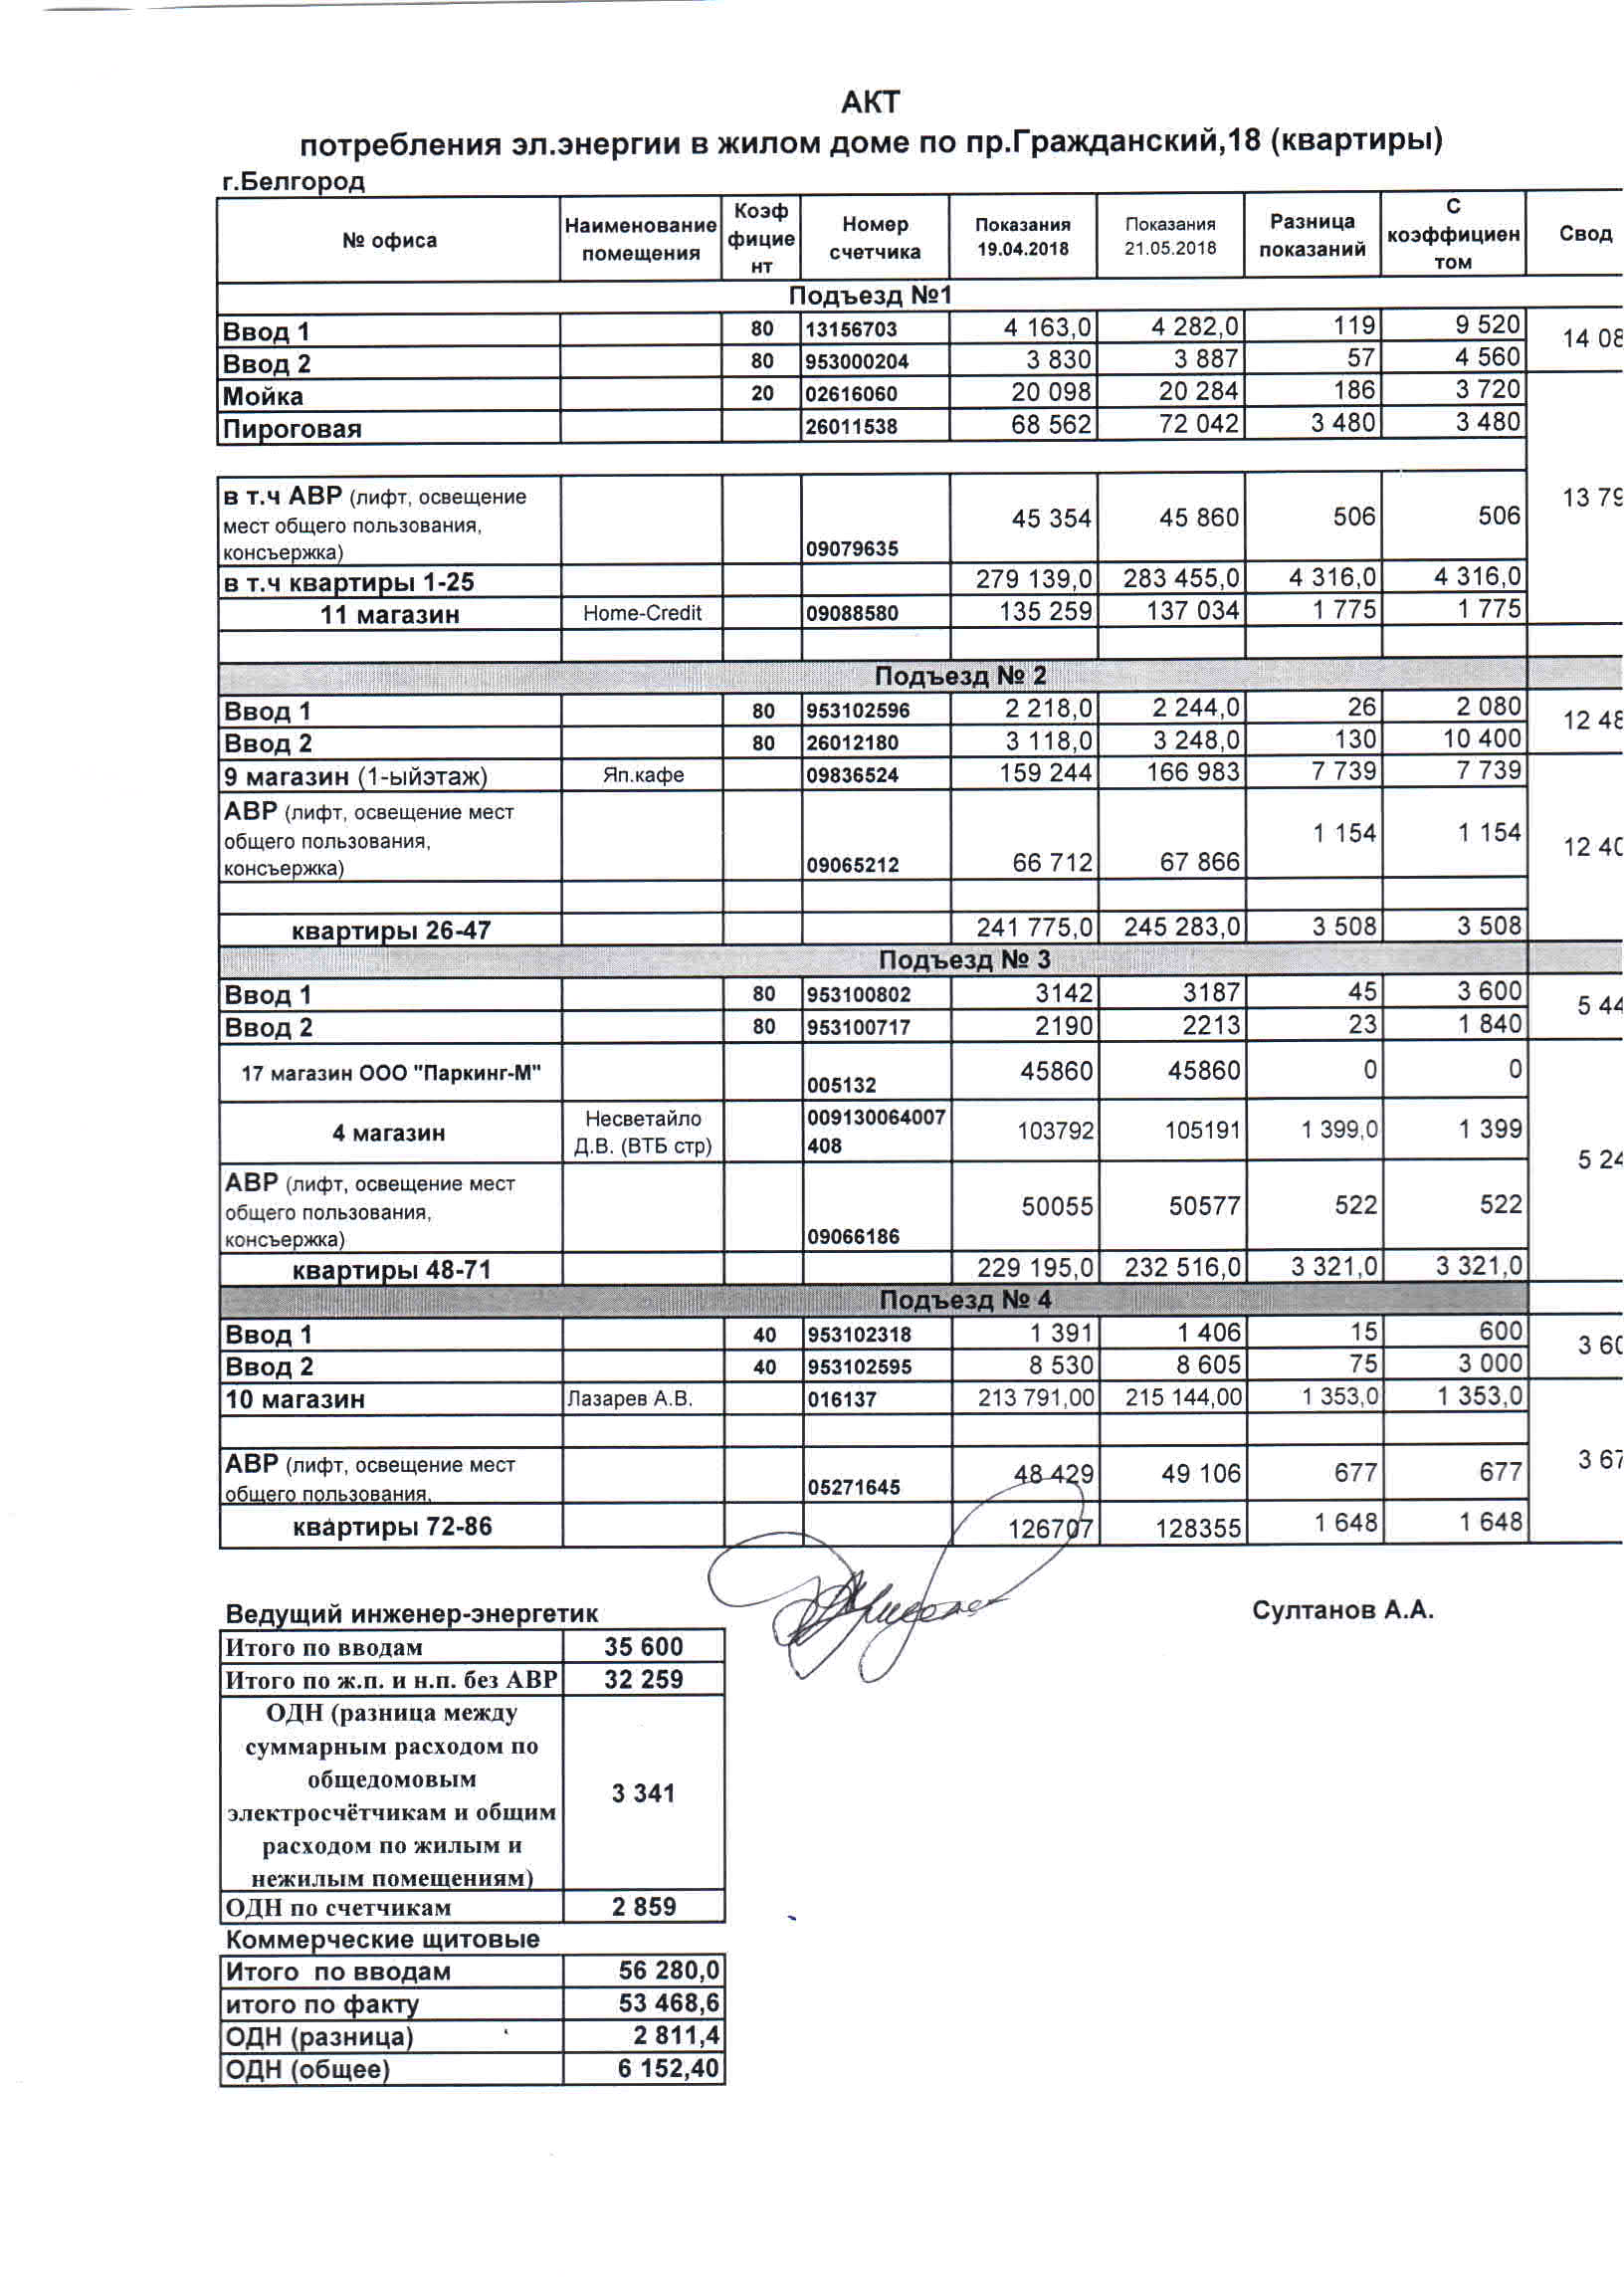 АКТ
потребления эл.энергии в жилом доме по пр.Гражданский,18 (квартиры)
г.Белгород
№ офиса Наименование помещения Коэффициент Номер счетчика Показания 19.04.2018 Показания 21.05.2018 Разница показаний С коэффициентом Свод
Подъезд №1
Ввод 1 80 13156703 4 163,0 4 282,0 119 9 520 14 08
Ввод 2 80 953000204 3 830 3 887 57 4 560
Мойка 20 02616060 20 098 20 284 186 3 720
Пироговая 26011538 68 562 72 042 3 480 3 480
13 79
в т.ч АВР (лифт, освещение
мест общего пользования,
консъержка) 09079635 45 354 45 860 506 506
в т.ч квартиры 1-25 279 139,0 283 455,0 4 316,0 4 316,0
11 магазин Home-Credit 09088580 135 259 137 034 1 775 1 775
Подъезд № 2
Ввод 1 80 953102596 2 218,0 2 244,0 26 2 080 12 48
Ввод 2 80 26012180 3 118,0 3 248,0 130 10 400
9 магазин (1-ыйэтаж) Яп.кафе 09836524 159 244 166 983 7 739 7 739
АВР (лифт, освещение мест
общего пользования,
консъержка) 09065212 66 712 67 866 1 154 1 154 12 40
квартиры 26-47 241 775,0 245 283,0 3 508 3 508
Подъезд № 3
Ввод 1 80 953100802 3142 3187 45 3 600 5 44
Ввод 2 80 953100717 2190 2213 23 1 840
17 магазин ООО "Паркинг-М" 005132 45860 45860 0 0
4 магазин Несветайло Д.В. (ВТБ стр) 009130064007408 103792 105191 1 399,0 1 399 5 24
АВР (лифт, освещение мест
общего пользования,
консъержка) 09066186 50055 50577 522 522
квартиры 48-71 229 195,0 232 516,0 3 321,0 3 321,0
Подъезд № 4
Ввод 1 40 953102318 1 391 1 406 15 600 3 60
Ввод 2 40 953102595 8 530 8 605 75 3 000
10 магазин Лазарев А.В. 016137 213 791,00 215 144,00 1 353,0 1 353,0
АВР (лифт, освещение мест
общего пользования, 05271645 48 429 49 106 677 677 3 67
квартиры 72-86 126707 128355 1 648 1 648
Ведущий инженер-энергетик Султанов А.А.
Итого по вводам 35 600
Итого по ж.п. и н.п. без АВР 32 259
ОДН (разница между
суммарным расходом по
общедомовым
электросчётчикам и общим
расходом по жилым и
нежилым помещениям) 3 341
ОДН по счетчикам 2 859
Коммерческие щитовые
Итого по вводам 56 280,0
итого по факту 53 468,6
ОДН (разница) 2 811,4
ОДН (общее) 6 152,40